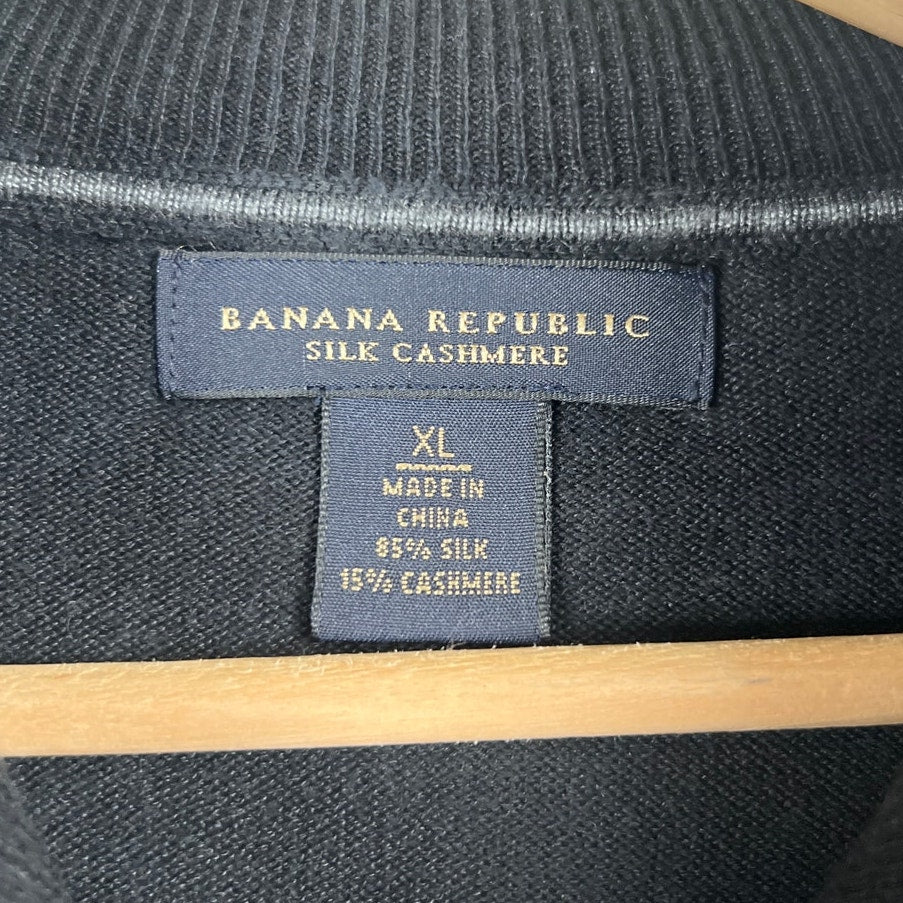 BANANA REPUBLIC
SILK CASHMERE
XL
MADE IN
CHINA
85% SILK
15% CASHMERE